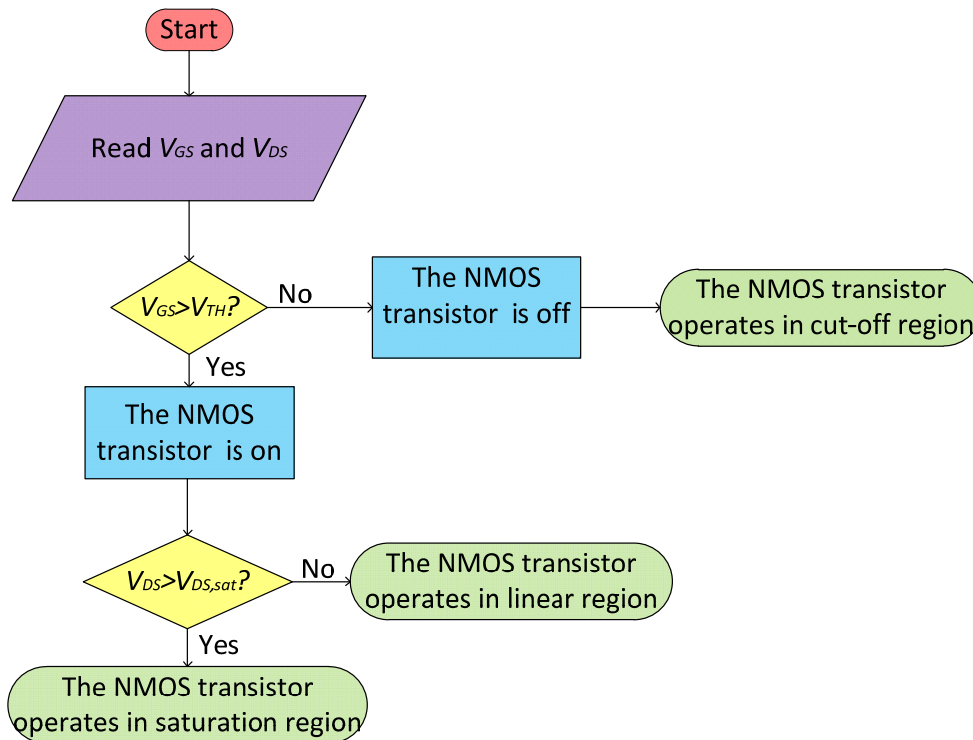 Start
Read VGS and VDS
VGS>VTH?
No
The NMOS
transistor is off
The NMOS transistor
operates in cut-off region
Yes
The NMOS
transistor is on
VDS>VDS,sat?
No
The NMOS transistor
operates in linear region
Yes
The NMOS transistor
operates in saturation region